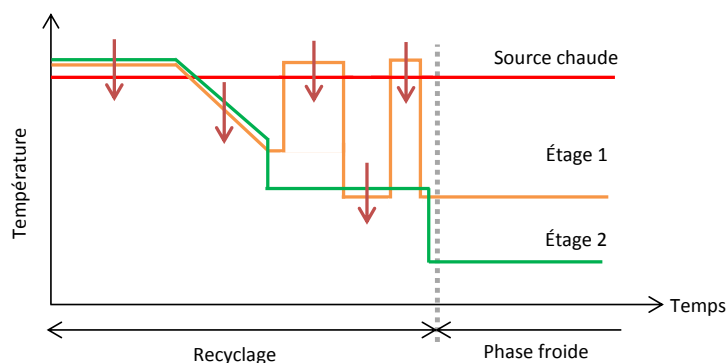 Source chaude
Étage 1
Température
Étage 2
Temps
Recyclage
Phase froide